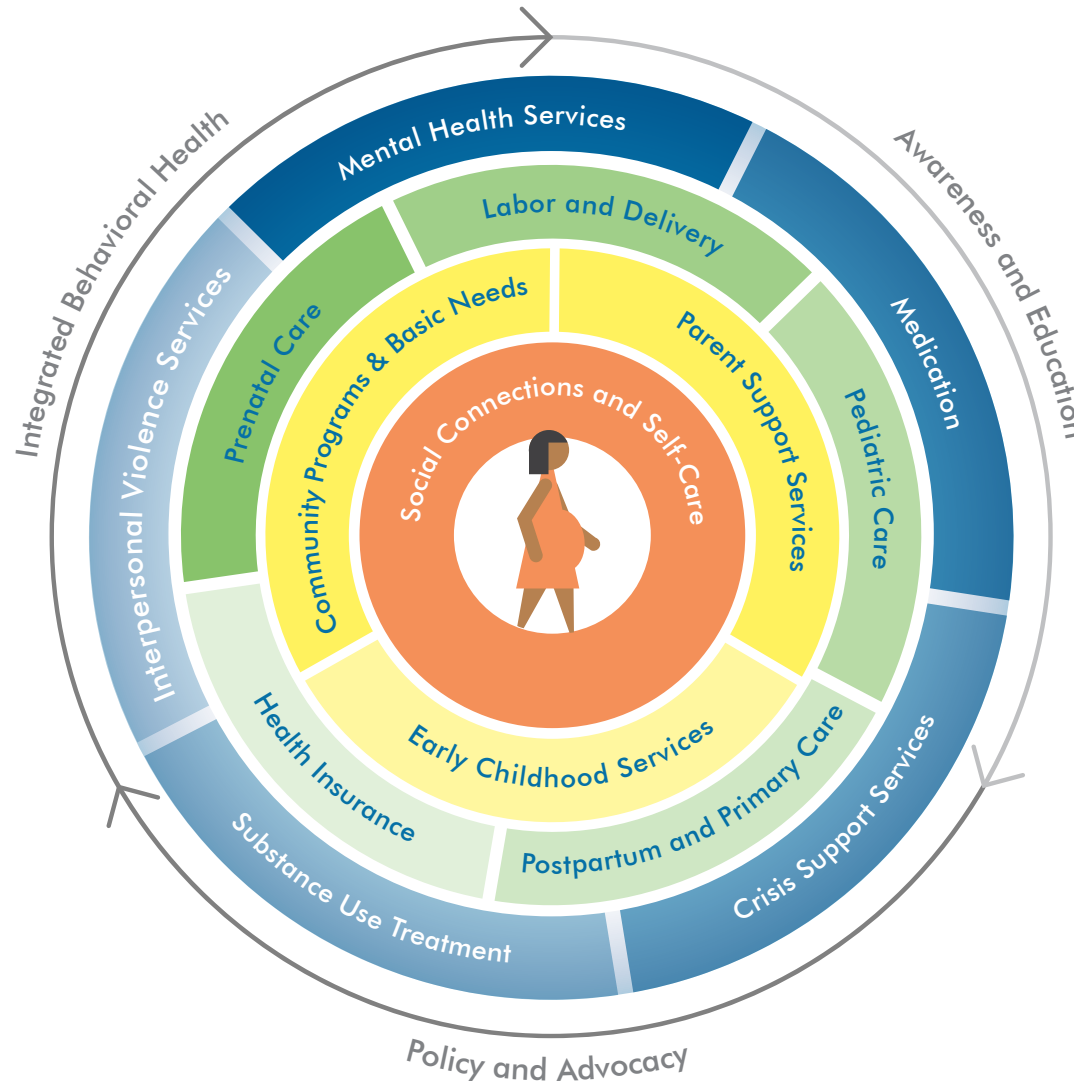 Integrated Behavioral Health
Awareness and Education
Policy and Advocacy
Mental Health Services
Medication
Crisis Support Services
Substance Use Treatment
Interpersonal Violence Services
Labor and Delivery
Pediatric Care
Postpartum and Primary Care
Health Insurance
Prenatal Care
Community Programs & Basic Needs
Parent Support Services
Early Childhood Services
Social Connections and Self-Care